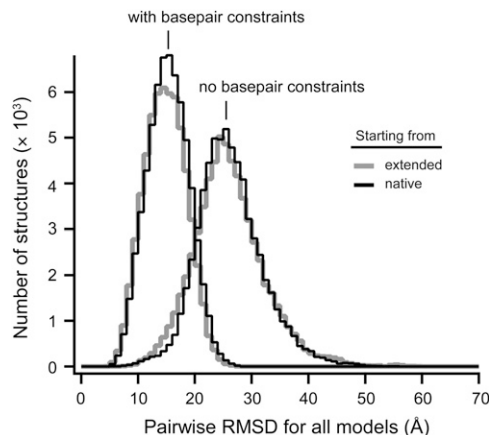 with basepair constraints
no basepair constraints
Number of structures (× 10³)
6
5
4
3
2
1
0
Starting from
extended
native
0 10 20 30 40 50 60 70
Pairwise RMSD for all models (Å)